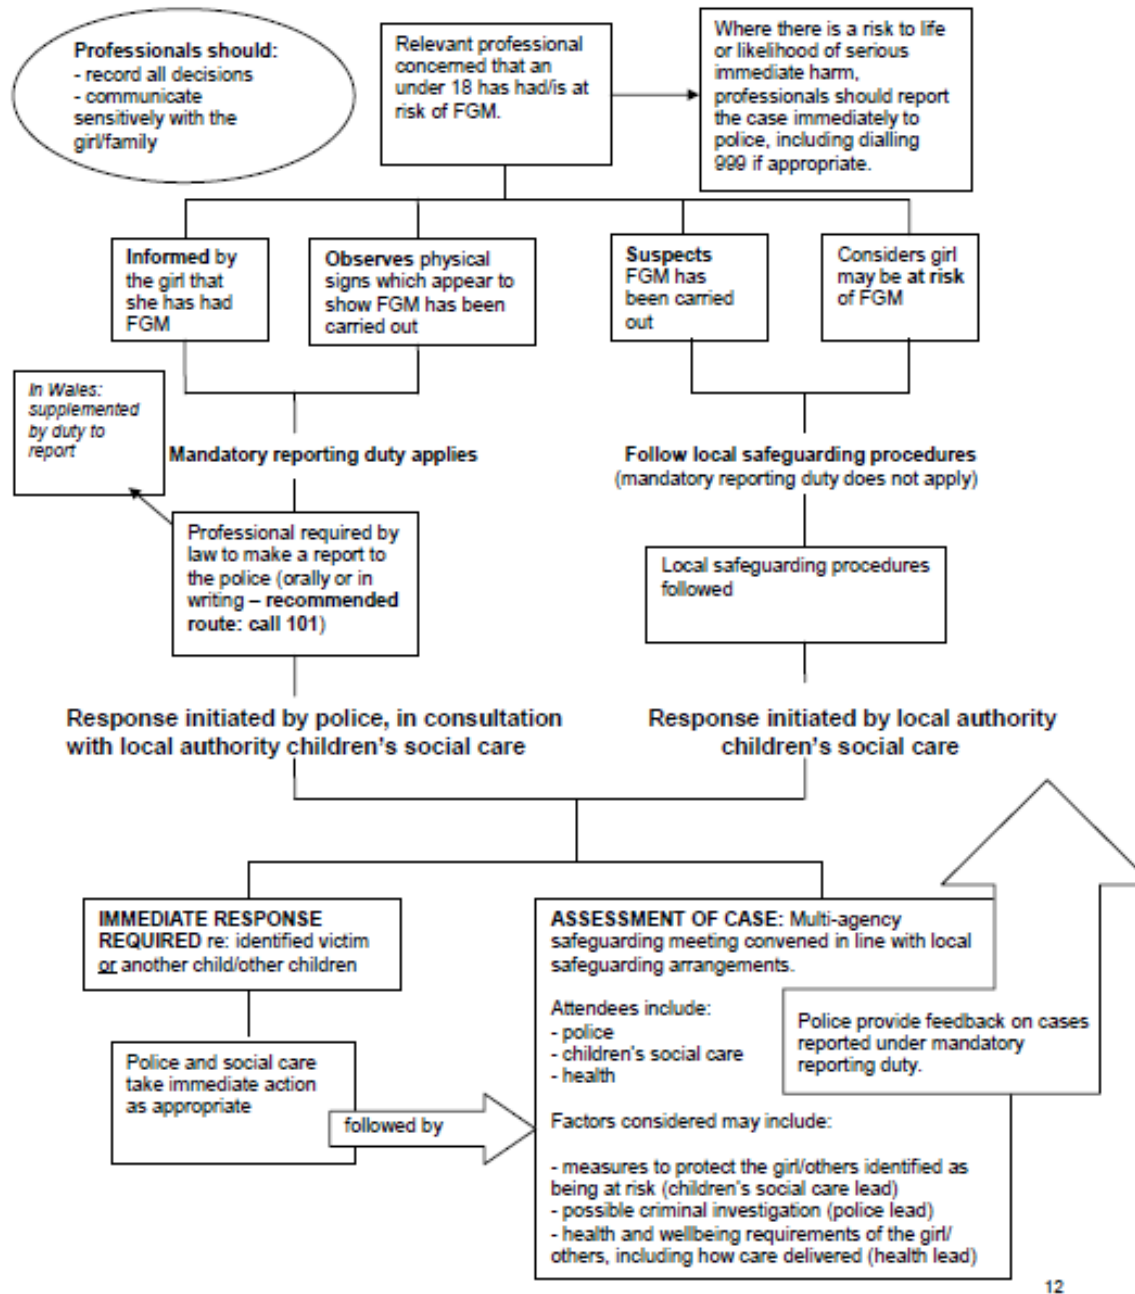 Professionals should:
- record all decisions
- communicate
sensitively with the
girl/family
Relevant professional
concerned that an
under 18 has had/is at
risk of FGM.
Where there is a risk to life
or likelihood of serious
immediate harm,
professionals should report
the case immediately to
police, including dialling
999 if appropriate.
Informed by
the girl that
she has had
FGM
Observes physical
signs which appear to
show FGM has been
carried out
Suspects
FGM has
been carried
out
Considers girl
may be at risk
of FGM
In Wales:
supplemented
by duty to
report
Mandatory reporting duty applies
Follow local safeguarding procedures
(mandatory reporting duty does not apply)
Professional required by
law to make a report to
the police (orally or in
writing – recommended
route: call 101)
Local safeguarding procedures
followed
Response initiated by police, in consultation
with local authority children's social care
Response initiated by local authority
children's social care
IMMEDIATE RESPONSE
REQUIRED re: identified victim
or another child/other children
Police and social care
take immediate action
as appropriate
followed by
ASSESSMENT OF CASE: Multi-agency
safeguarding meeting convened in line with local
safeguarding arrangements.
Attendees include:
- police
- children's social care
- health
Factors considered may include:
- measures to protect the girl/others identified as
being at risk (children's social care lead)
- possible criminal investigation (police lead)
- health and wellbeing requirements of the girl/
others, including how care delivered (health lead)
Police provide feedback on cases
reported under mandatory
reporting duty.
12